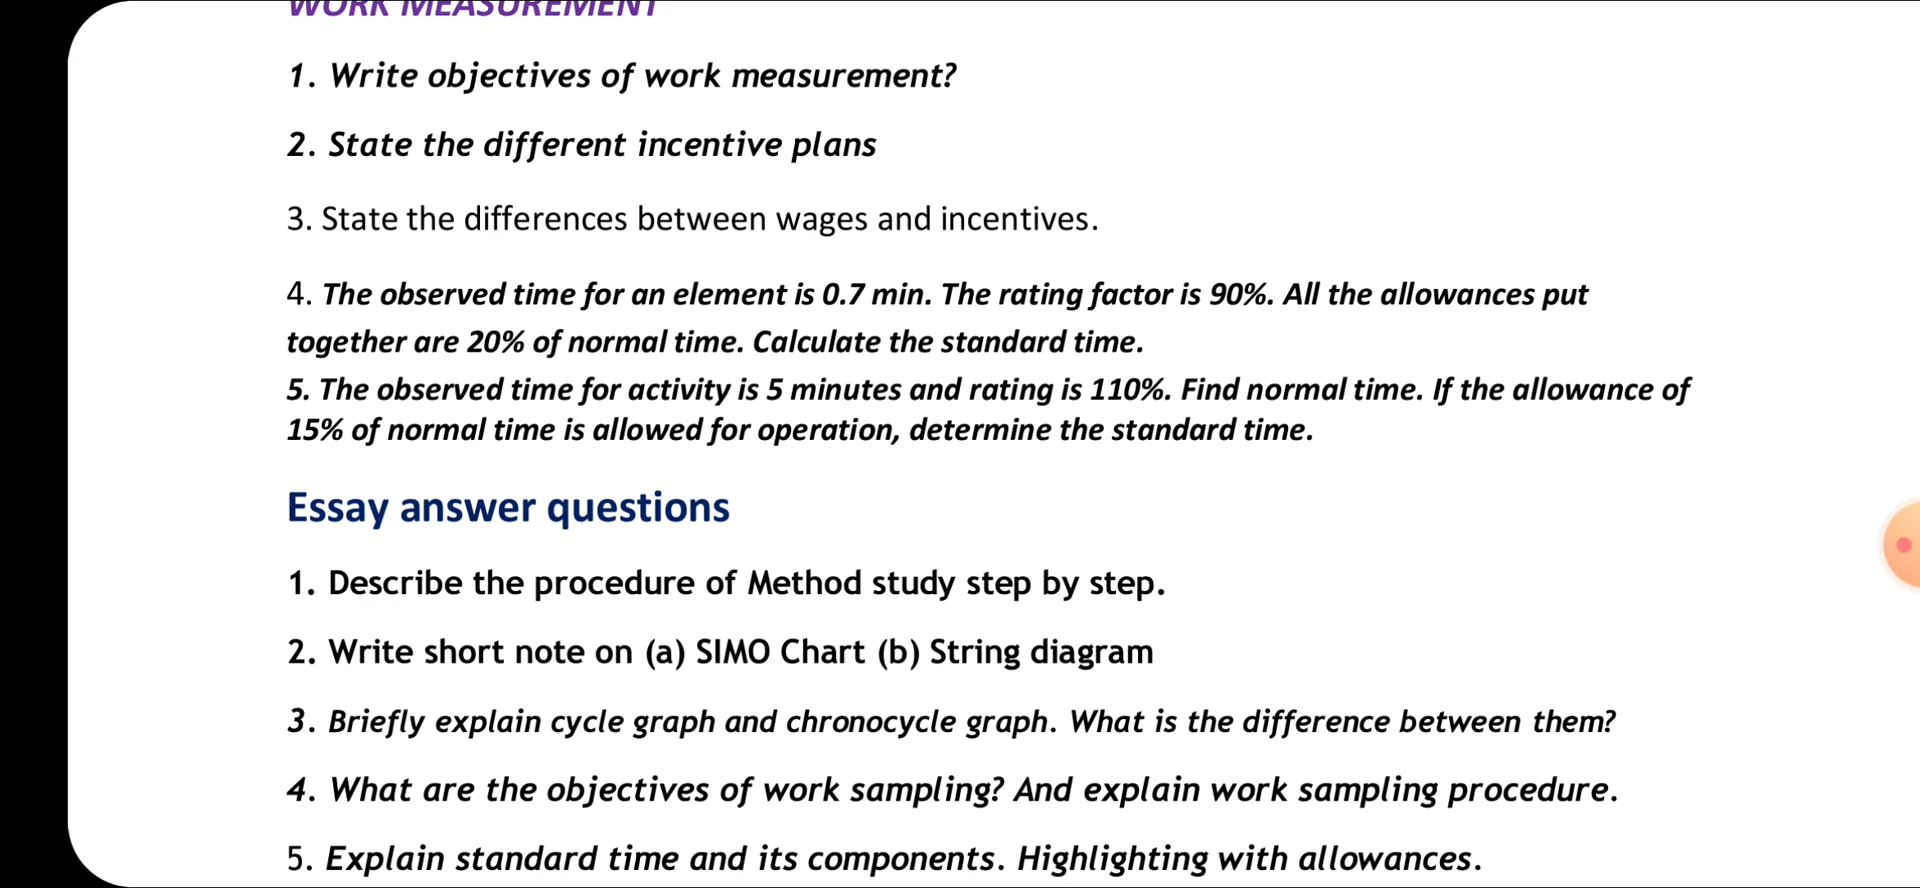 WORK MEASUREMENT
1. Write objectives of work measurement?
2. State the different incentive plans
3. State the differences between wages and incentives.
4. The observed time for an element is 0.7 min. The rating factor is 90%. All the allowances put
together are 20% of normal time. Calculate the standard time.
5. The observed time for activity is 5 minutes and rating is 110%. Find normal time. If the allowance of
15% of normal time is allowed for operation, determine the standard time.
Essay answer questions
1. Describe the procedure of Method study step by step.
2. Write short note on (a) SIMO Chart (b) String diagram
3. Briefly explain cycle graph and chronocycle graph. What is the difference between them?
4. What are the objectives of work sampling? And explain work sampling procedure.
5. Explain standard time and its components. Highlighting with allowances.